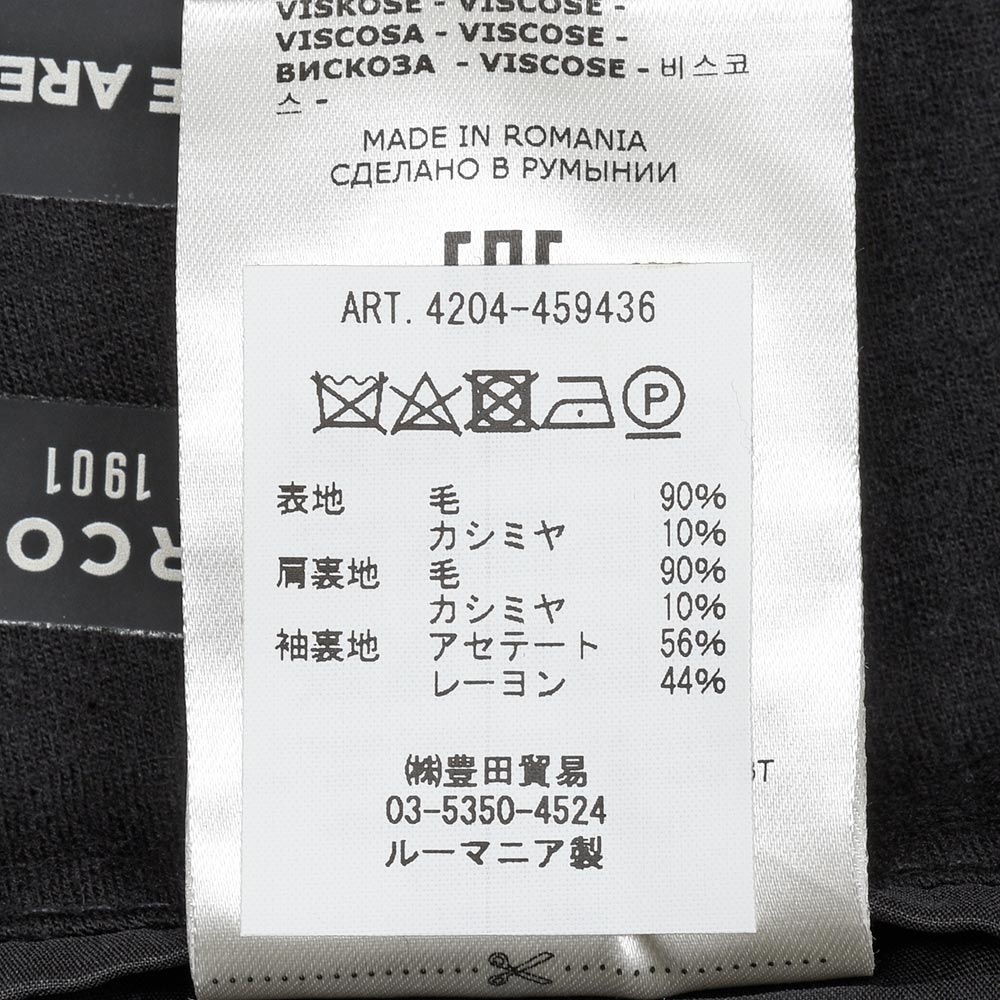 VISKOSE - VISCOSE -
VISCOSA - VISCOSE -
ВИСКОЗА - VISCOSE - 비스코
스 -
MADE IN ROMANIA
СДЕЛАНО В РУМЫНИИ
ART. 4204-459436
P
表地 毛 90%
カシミヤ 10%
肩裏地 毛 90%
カシミヤ 10%
袖裏地 アセテート 56%
レーヨン 44%
㈱豊田貿易
03-5350-4524
ルーマニア製
E ARE
1901
RCO